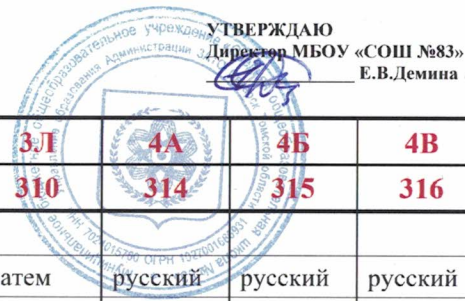 УТВЕРЖДАЮ
Директор МБОУ «СОШ №83»
Е.В.Демина
3Л 4А 4Б 4В
310 314 315 316
атем русский русский русский